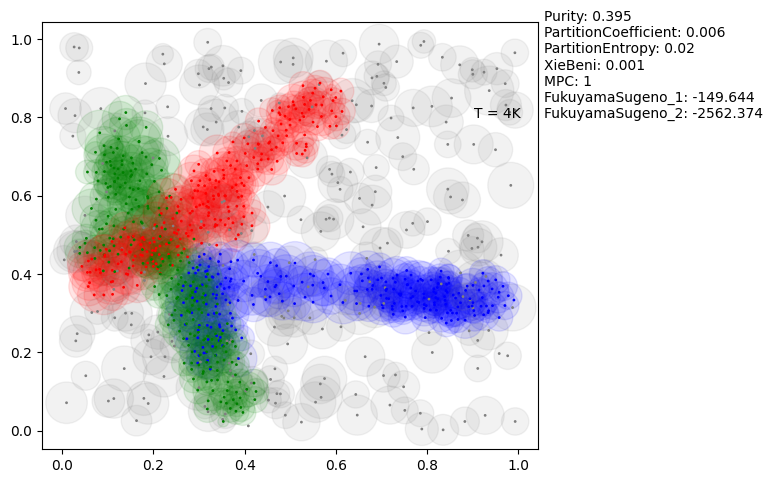 Purity: 0.395
PartitionCoefficient: 0.006
PartitionEntropy: 0.02
XieBeni: 0.001
MPC: 1
FukuyamaSugeno_1: -149.644
FukuyamaSugeno_2: -2562.374
T = 4K
1.0
0.8
0.6
0.4
0.2
0.0
0.0 0.2 0.4 0.6 0.8 1.0